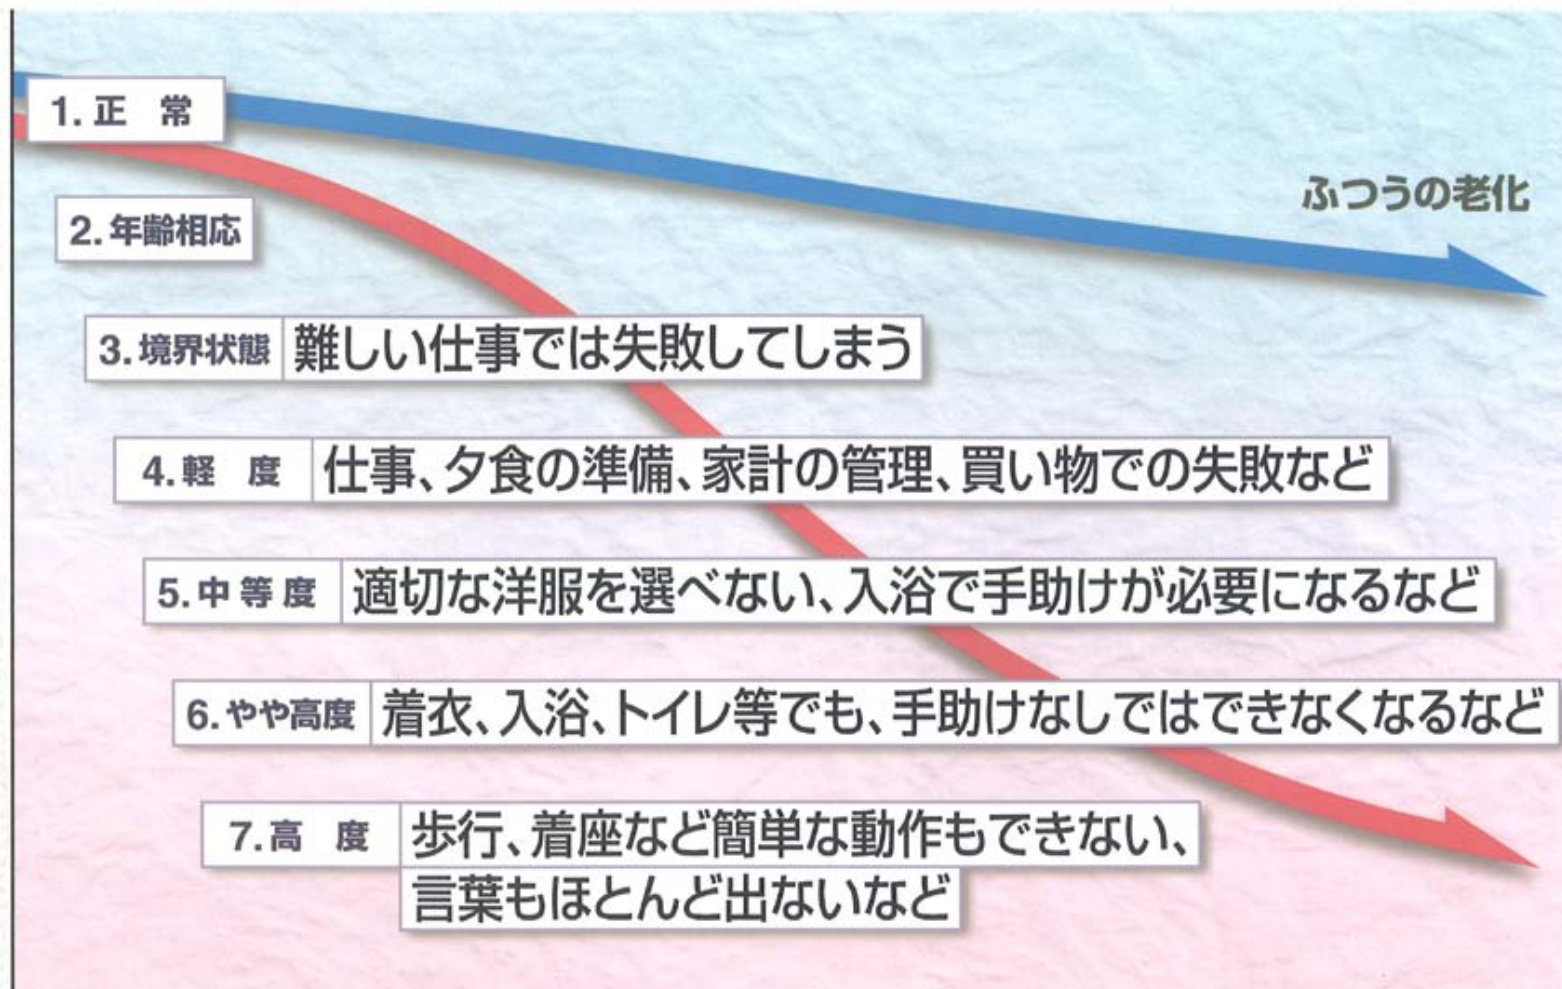 1. 正　常
ふつうの老化
2. 年齢相応
3. 境界状態 難しい仕事では失敗してしまう
4. 軽　度 仕事、夕食の準備、家計の管理、買い物での失敗など
5. 中等度 適切な洋服を選べない、入浴で手助けが必要になるなど
6. やや高度 着衣、入浴、トイレ等でも、手助けなしではできなくなるなど
7. 高　度 歩行、着座など簡単な動作もできない、
言葉もほとんど出ないなど